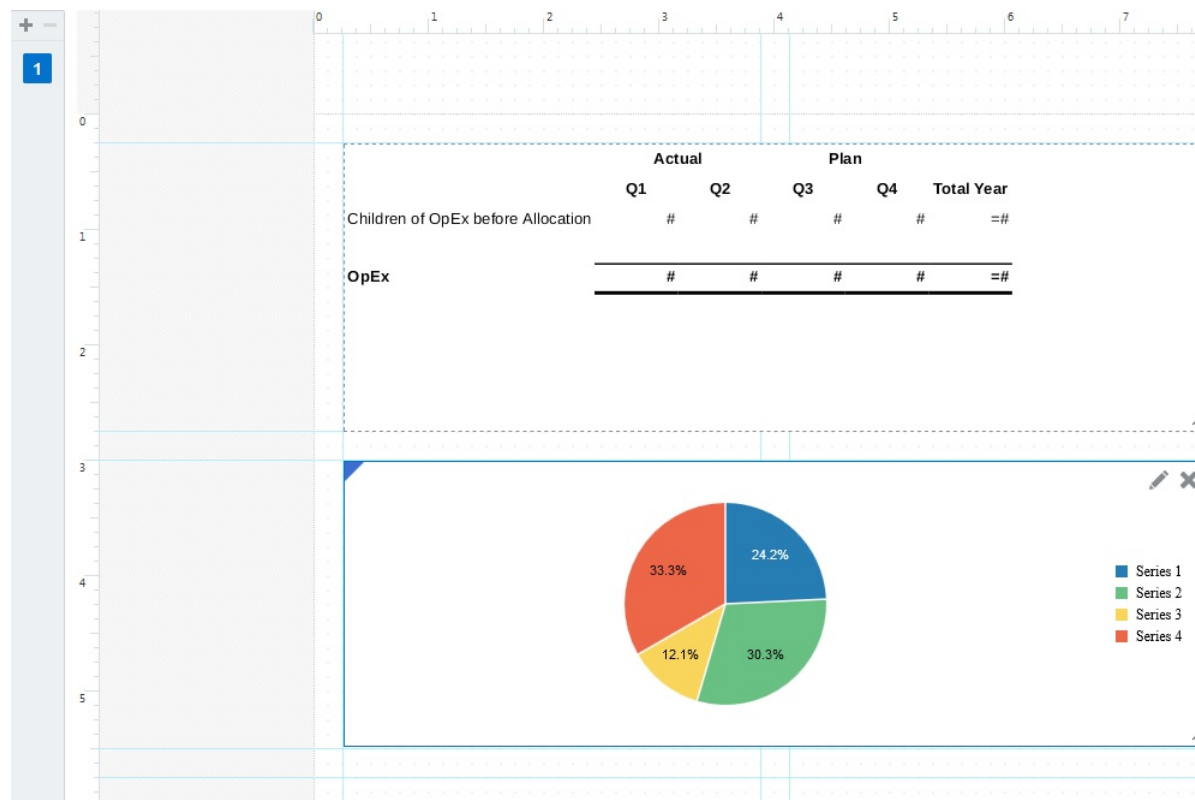 + −
0 1 2 3 4 5 6 7
1
0
Actual Plan
Q1 Q2 Q3 Q4 Total Year
Children of OpEx before Allocation # # # # =#
1
OpEx # # # # =#
2
3
24.2%
33.3%
Series 1
4
Series 2
Series 3
Series 4
12.1% 30.3%
5